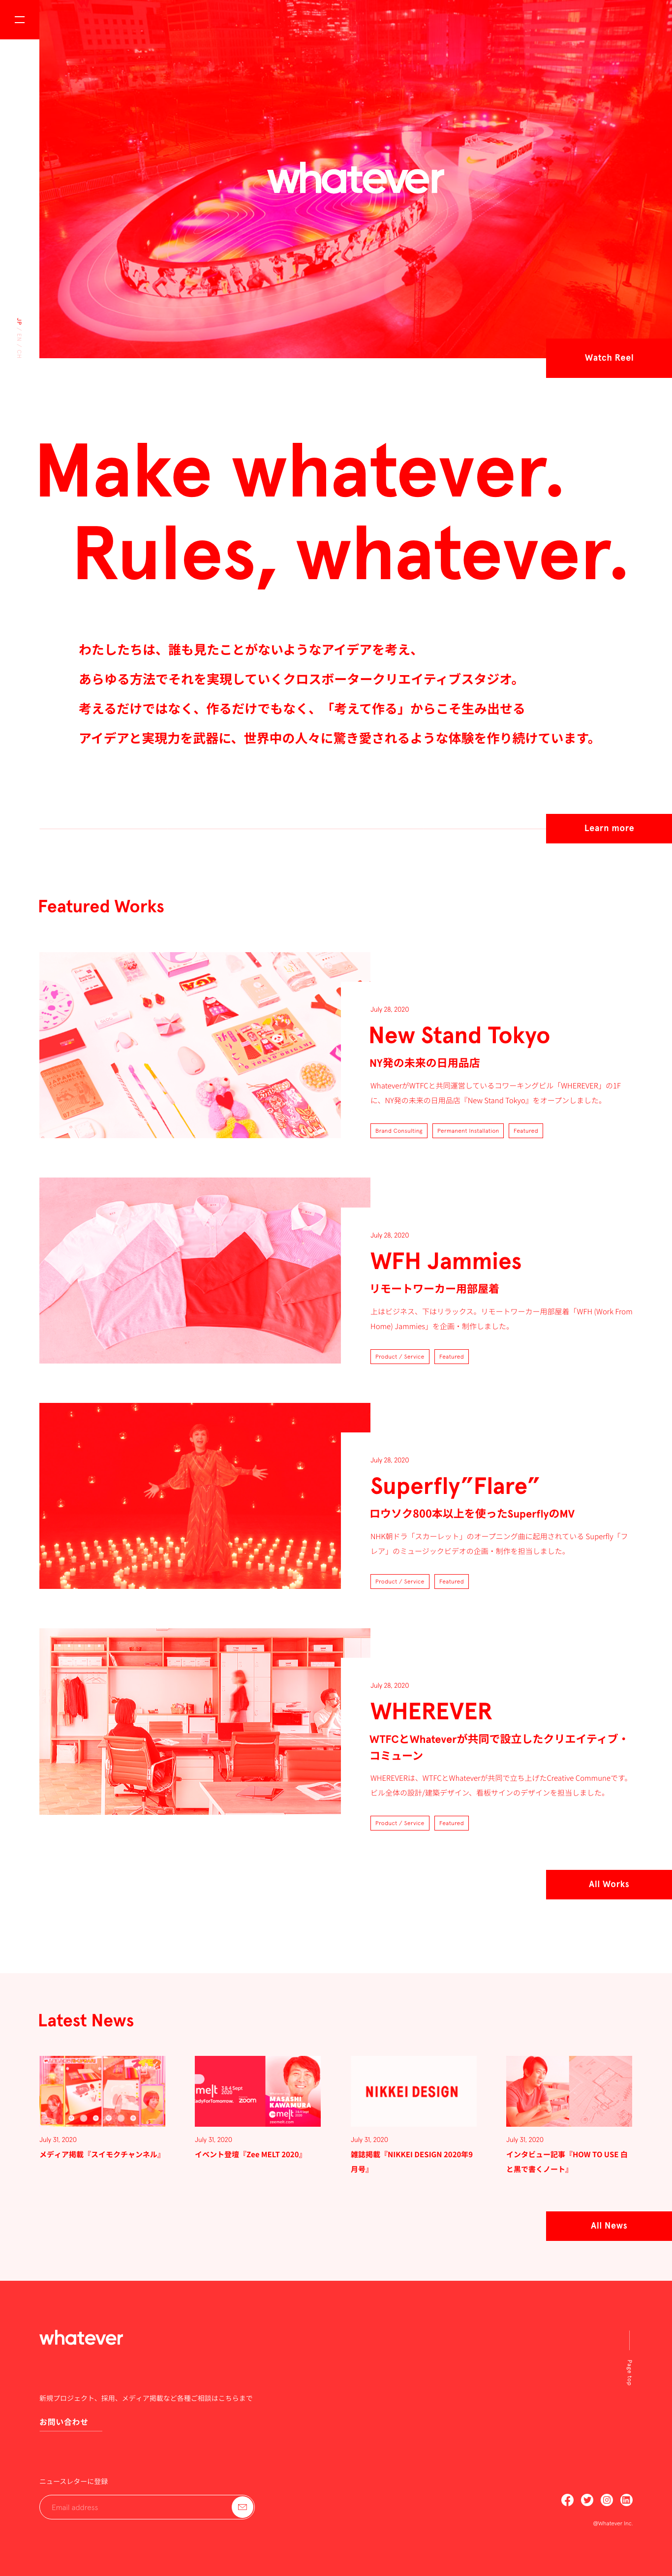 whatever
JP / EN / CH
Watch Reel
Make whatever.
Rules, whatever.
わたしたちは、誰も見たことがないようなアイデアを考え、
あらゆる方法でそれを実現していくクロスボーダークリエイティブスタジオ。
考えるだけではなく、作るだけでもなく、「考えて作る」からこそ生み出せる
アイデアと実現力を武器に、世界中の人々に驚き愛されるような体験を作り続けています。
Learn more
Featured Works
July 28, 2020
New Stand Tokyo
NY発の未来の日用品店
WhateverがWTFCと共同運営しているコワーキングビル「WHEREVER」の1F
に、NY発の未来の日用品店『New Stand Tokyo』をオープンしました。
Brand Consulting
Permanent Installation
Featured
July 28, 2020
WFH Jammies
リモートワーカー用部屋着
上はビジネス、下はリラックス。リモートワーカー用部屋着「WFH (Work From
Home) Jammies」を企画・制作しました。
Product / Service
Featured
July 28, 2020
Superfly”Flare”
ロウソク800本以上を使ったSuperflyのMV
NHK朝ドラ「スカーレット」のオープニング曲に起用されている Superfly「フ
レア」のミュージックビデオの企画・制作を担当しました。
Product / Service
Featured
July 28, 2020
WHEREVER
WTFCとWhateverが共同で設立したクリエイティブ・
コミューン
WHEREVERは、WTFCとWhateverが共同で立ち上げたCreative Communeです。
ビル全体の設計/建築デザイン、看板サインのデザインを担当しました。
Product / Service
Featured
All Works
Latest News
July 31, 2020
メディア掲載『スイモクチャンネル』
melt
zoom
MASASHI
KAWAMURA
melt
July 31, 2020
イベント登壇『Zee MELT 2020』
NIKKEI DESIGN
July 31, 2020
雑誌掲載『NIKKEI DESIGN 2020年9
月号』
July 31, 2020
インタビュー記事『HOW TO USE 白
と黒で書くノート』
All News
whatever
Page top
新規プロジェクト、採用、メディア掲載など各種ご相談はこちらまで
お問い合わせ
ニュースレターに登録
Email address
©Whatever Inc.